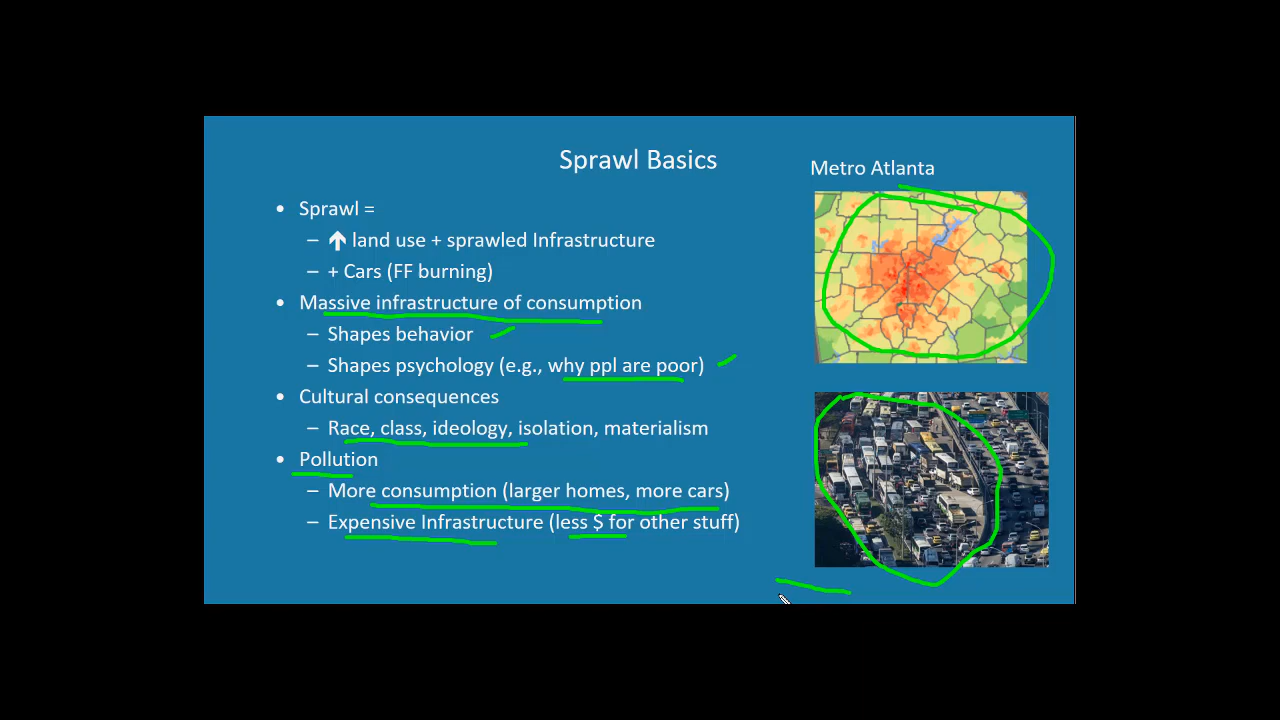 Sprawl Basics
Metro Atlanta
• Sprawl =
– ⬆ land use + sprawled Infrastructure
– + Cars (FF burning)
• Massive infrastructure of consumption
– Shapes behavior
– Shapes psychology (e.g., why ppl are poor)
• Cultural consequences
– Race, class, ideology, isolation, materialism
• Pollution
– More consumption (larger homes, more cars)
– Expensive Infrastructure (less $ for other stuff)